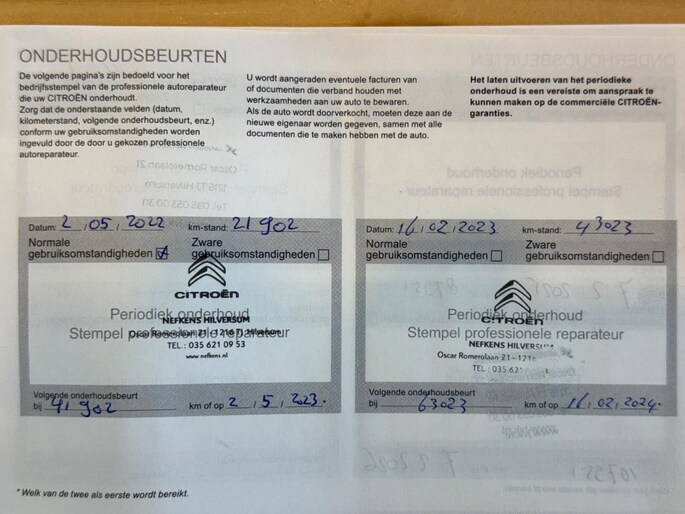 ONDERHOUDSBEURTEN
De volgende pagina's zijn bedoeld voor het
bedrijfsstempel van de professionele autoreparateur
die uw CITROËN onderhoudt.
Zorg dat de onderstaande velden (datum,
kilometerstand, volgende onderhoudsbeurt, enz.)
conform uw gebruiksomstandigheden worden
ingevuld door de door u gekozen professionele
autoreparateur.
U wordt aangeraden eventuele facturen van
of documenten die verband houden met
werkzaamheden aan uw auto te bewaren.
Als de auto wordt doorverkocht, moeten deze aan de
nieuwe eigenaar worden gegeven, samen met alle
documenten die te maken hebben met de auto.
Het laten uitvoeren van het periodieke
onderhoud is een vereiste om aanspraak te
kunnen maken op de commerciële CITROËN-
garanties.
Datum: 2,05,2022 km-stand: 21902
Normale
gebruiksomstandigheden
Zware
gebruiksomstandigheden
CITROËN
Periodiek onderhoud
NEFKENS HILVERSUM
Stempel professionele reparateur
TEL.: 035 621 09 53
www.nefkens.nl
Volgende onderhoudsbeurt
bij 41902 km of op 2,5,2023.
Datum: 16,02,2023 km-stand: 43023
Normale
gebruiksomstandigheden
Zware
gebruiksomstandigheden
Periodiek onderhoud
CITROËN
NEFKENS HILVERSUM
Stempel professionele reparateur
Oscar Romerolaan 21 - 1216
TEL.: 035 62
Volgende onderhoudsbeurt
bij 63023 km of op 16,02,2024.
* Welk van de twee als eerste wordt bereikt.